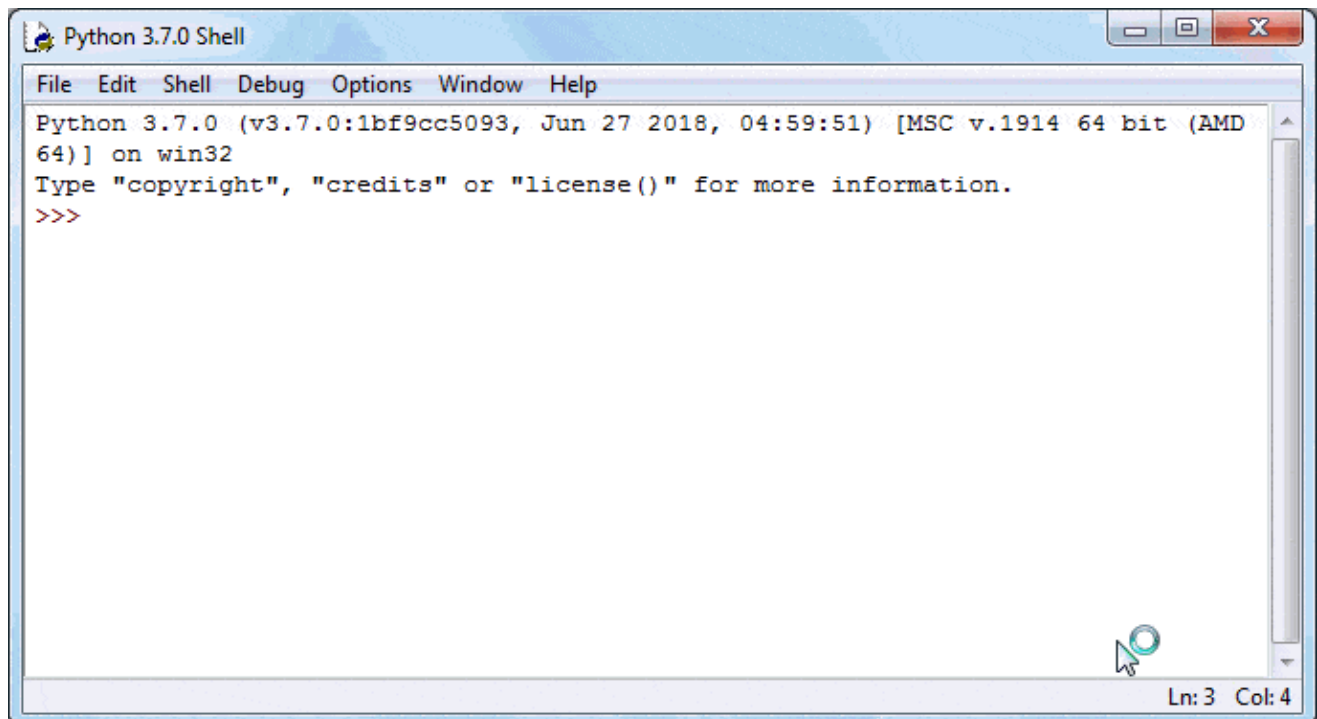 Python 3.7.0 Shell
File Edit Shell Debug Options Window Help
Python 3.7.0 (v3.7.0:1bf9cc5093, Jun 27 2018, 04:59:51) [MSC v.1914 64 bit (AMD
64)] on win32
Type "copyright", "credits" or "license()" for more information.
>>>
Ln: 3 Col: 4